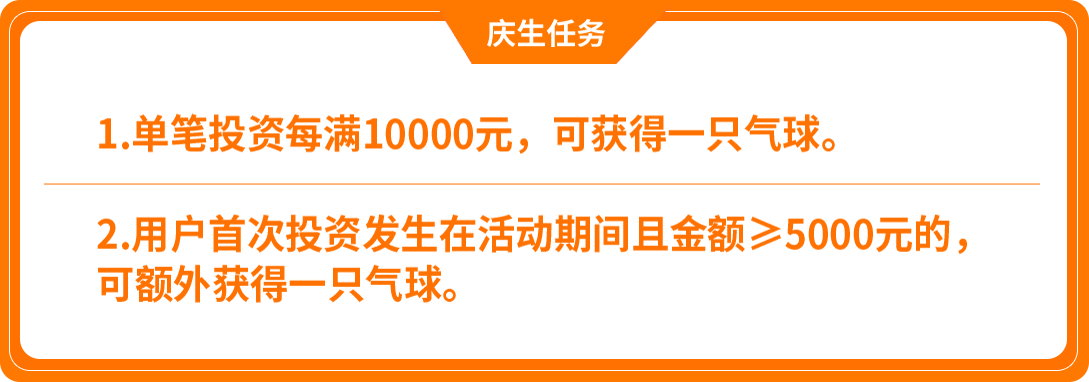 庆生任务
1.单笔投资每满10000元，可获得一只气球。
2.用户首次投资发生在活动期间且金额≥5000元的，
可额外获得一只气球。